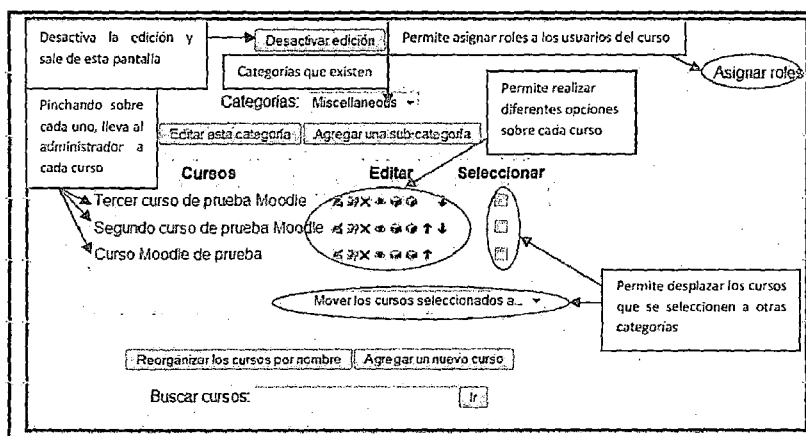 Desactiva la edición y
sale de esta pantalla
Desactivar edición
Permite asignar roles a los usuarios del curso
Categorías que existen
Asignar roles
Categorías: Miscellaneous
Permite realizar
diferentes opciones
sobre cada curso
Pinchando sobre
cada uno, lleva al
administrador a
cada curso
Editar esta categoría
Agregar una sub-categoría
Cursos Editar Seleccionar
Tercer curso de prueba Moodle
Segundo curso de prueba Moodle
Curso Moodle de prueba
Mover los cursos seleccionados a...
Permite desplazar los cursos
que se seleccionen a otras
categorías
Reorganizar los cursos por nombre
Agregar un nuevo curso
Buscar cursos:
Ir